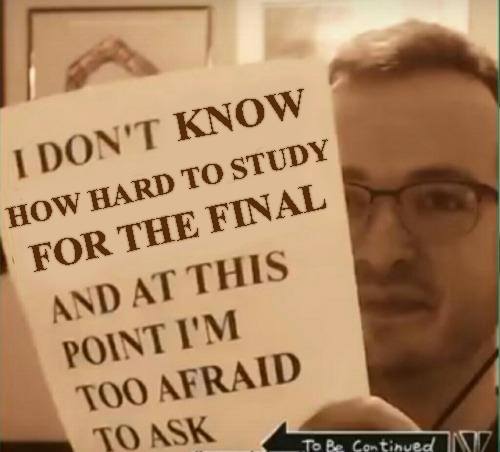 I DON'T KNOW
HOW HARD TO STUDY
FOR THE FINAL
AND AT THIS
POINT I'M
TOO AFRAID
TO ASK
To Be Continued